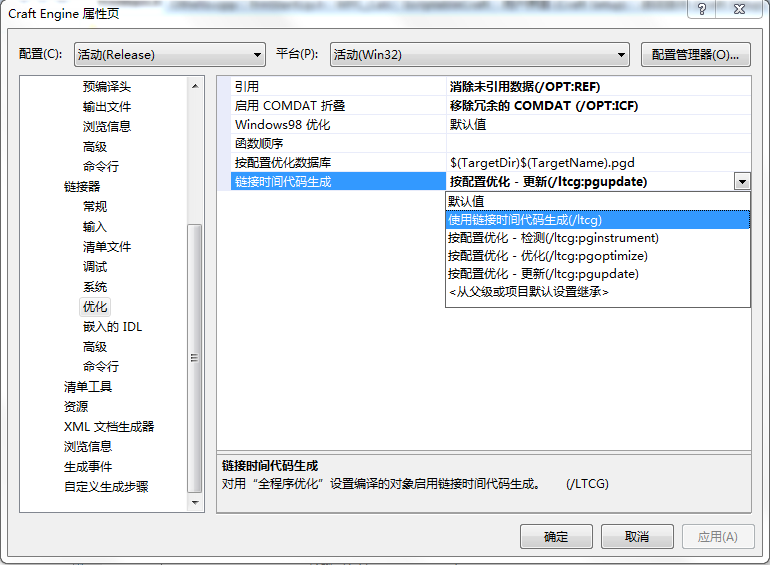 Craft Engine 属性页
配置(C): 活动(Release) 平台(P): 活动(Win32) 配置管理器(O)...
预编译头
输出文件
浏览信息
高级
命令行
链接器
常规
输入
清单文件
调试
系统
优化
嵌入的 IDL
高级
命令行
清单工具
资源
XML 文档生成器
浏览信息
生成事件
自定义生成步骤
引用 消除未引用数据(/OPT:REF)
启用 COMDAT 折叠 移除冗余的 COMDAT (/OPT:ICF)
Windows98 优化 默认值
函数顺序
按配置优化数据库 $(TargetDir)$(TargetName).pgd
链接时间代码生成 按配置优化 - 更新(/ltcg:pgupdate)
默认值
使用链接时间代码生成(/ltcg)
按配置优化 - 检测(/ltcg:pginstrument)
按配置优化 - 优化(/ltcg:pgoptimize)
按配置优化 - 更新(/ltcg:pgupdate)
<从父级或项目默认设置继承>
链接时间代码生成
对用“全程序优化”设置编译的对象启用链接时间代码生成。 (/LTCG)
确定 取消 应用(A)